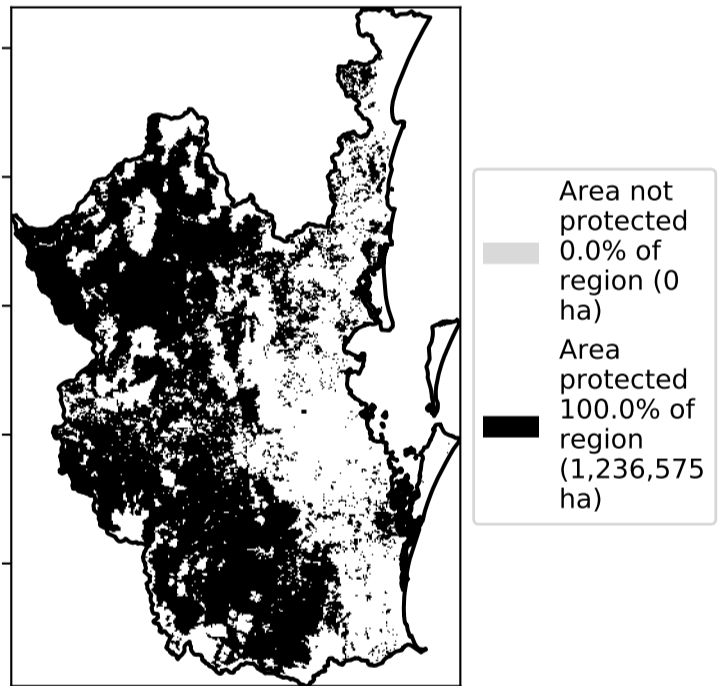 Area not
protected
0.0% of
region (0
ha)
Area
protected
100.0% of
region
(1,236,575
ha)